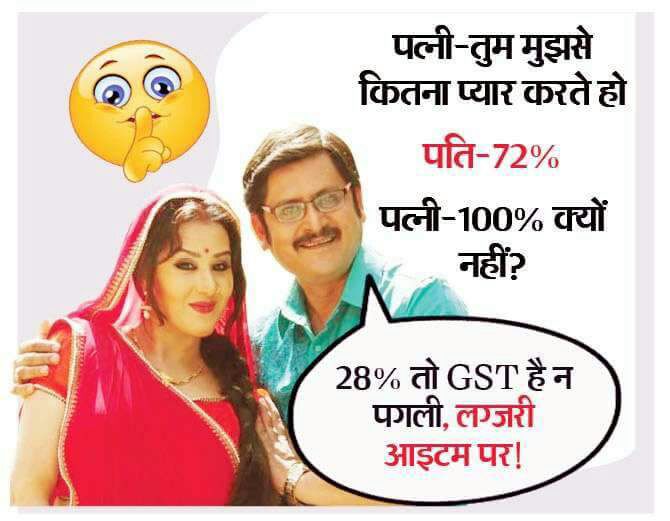 पत्नी-तुम मुझसे
कितना प्यार करते हो
पति-72%
पत्नी-100% क्यों
नहीं?
28% तो GST है न
पगली, लग्जरी
आइटम पर!